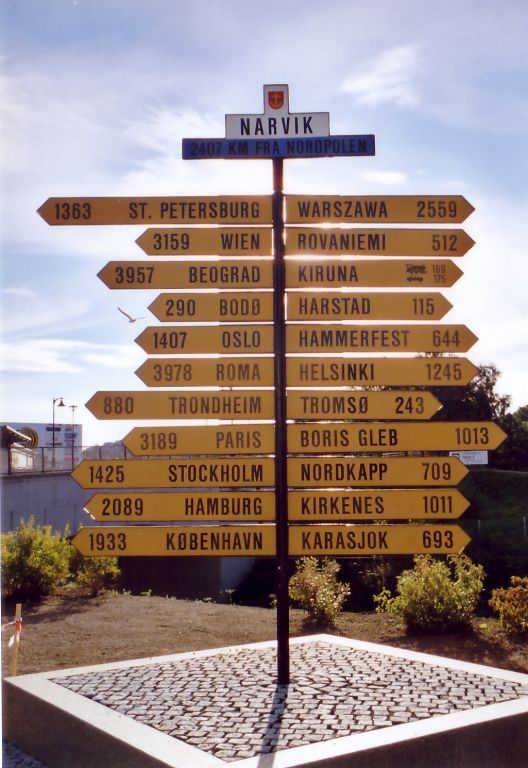 NARVIK
2407 KM FRA NORDPOLEN
1363 ST. PETERSBURG
WARSZAWA 2559
3159 WIEN
ROVANIEMI 512
3957 BEOGRAD
KIRUNA 169 175
290 BODØ
HARSTAD 115
1407 OSLO
HAMMERFEST 644
3978 ROMA
HELSINKI 1245
880 TRONDHEIM
TROMSØ 243
3189 PARIS
BORIS GLEB 1013
1425 STOCKHOLM
NORDKAPP 709
2089 HAMBURG
KIRKENES 1011
1933 KØBENHAVN
KARASJOK 693